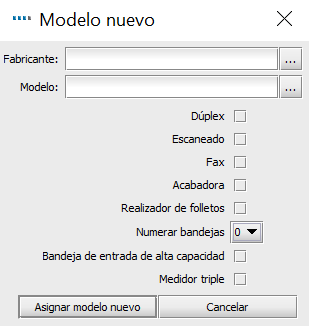 Modelo nuevo
Fabricante: ...
Modelo: ...
Dúplex
Escaneado
Fax
Acabadora
Realizador de folletos
Numerar bandejas 0
Bandeja de entrada de alta capacidad
Medidor triple
Asignar modelo nuevo Cancelar